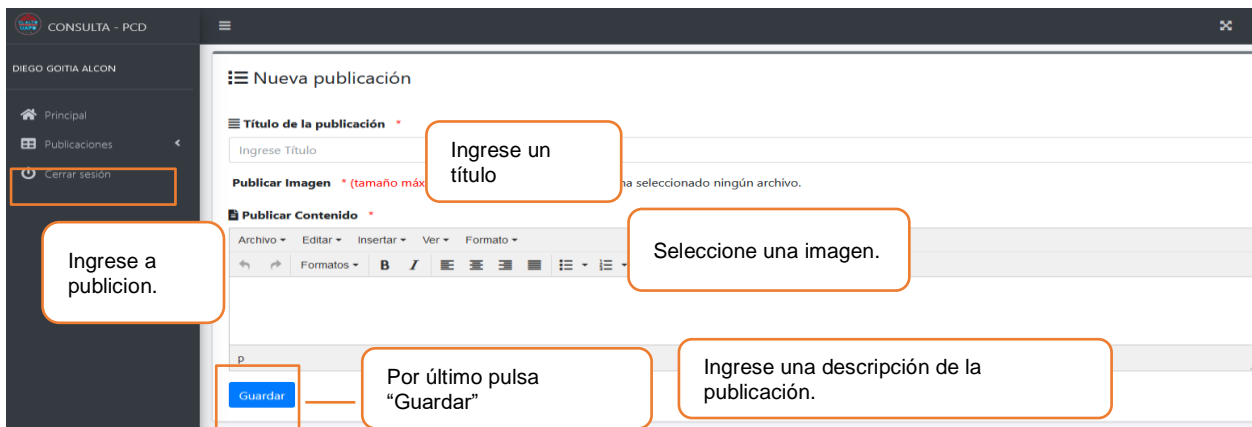 CONSULTA - PCD
DIEGO GOITIA ALCON
Principal
Publicaciones
Cerrar sesión
Ingrese a
publicion.
Nueva publicación
Título de la publicación *
Ingrese Título
Ingrese un
título
Publicar Imagen * (tamaño máx
na seleccionado ningún archivo.
Publicar Contenido *
Archivo Editar Insertar Ver Formato
Formatos B I
Seleccione una imagen.
p
Ingrese una descripción de la
publicación.
Guardar
Por último pulsa
“Guardar”